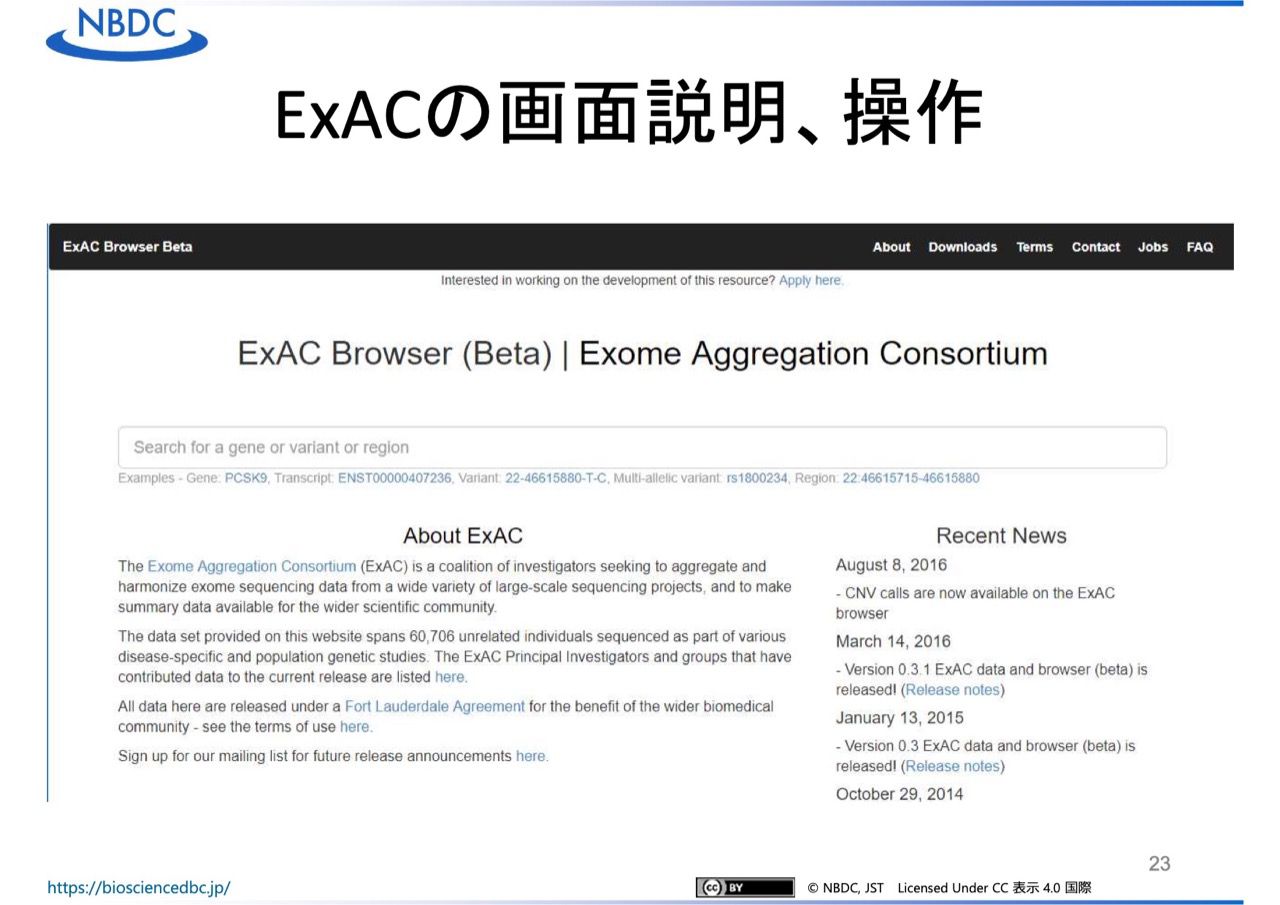 NBDC
ExACの画面説明、操作
ExAC Browser Beta
About Downloads Terms Contact Jobs FAQ
Interested in working on the development of this resource? Apply here.
ExAC Browser (Beta) | Exome Aggregation Consortium
Search for a gene or variant or region
Examples - Gene: PCSK9, Transcript: ENST00000407236, Variant: 22-46615880-T-C, Multi-allelic variant: rs1800234, Region: 22:46615715-46615880
About ExAC
The Exome Aggregation Consortium (ExAC) is a coalition of investigators seeking to aggregate and
harmonize exome sequencing data from a wide variety of large-scale sequencing projects, and to make
summary data available for the wider scientific community.
The data set provided on this website spans 60,706 unrelated individuals sequenced as part of various
disease-specific and population genetic studies. The ExAC Principal Investigators and groups that have
contributed data to the current release are listed here.
All data here are released under a Fort Lauderdale Agreement for the benefit of the wider biomedical
community - see the terms of use here.
Sign up for our mailing list for future release announcements here.
Recent News
August 8, 2016
- CNV calls are now available on the ExAC
browser
March 14, 2016
- Version 0.3.1 ExAC data and browser (beta) is
released! (Release notes)
January 13, 2015
- Version 0.3 ExAC data and browser (beta) is
released! (Release notes)
October 29, 2014
23
https://biosciencedbc.jp/
cc BY
© NBDC, JST Licensed Under CC 表示 4.0 国際